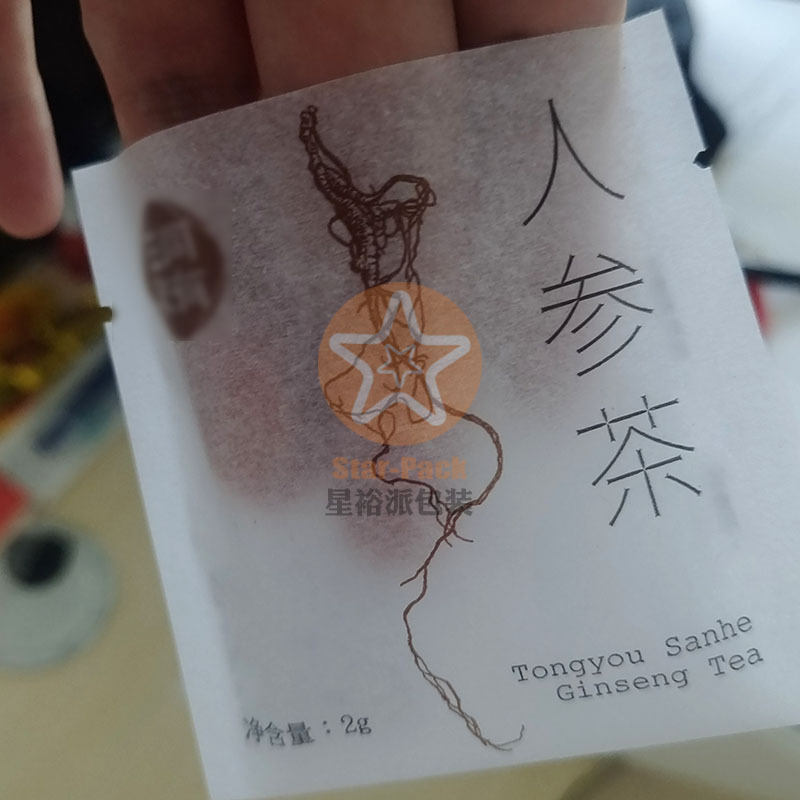 人参茶
Star-Pack
星裕派包装
Tongyou Sanhe
Ginseng Tea
净含量：2g